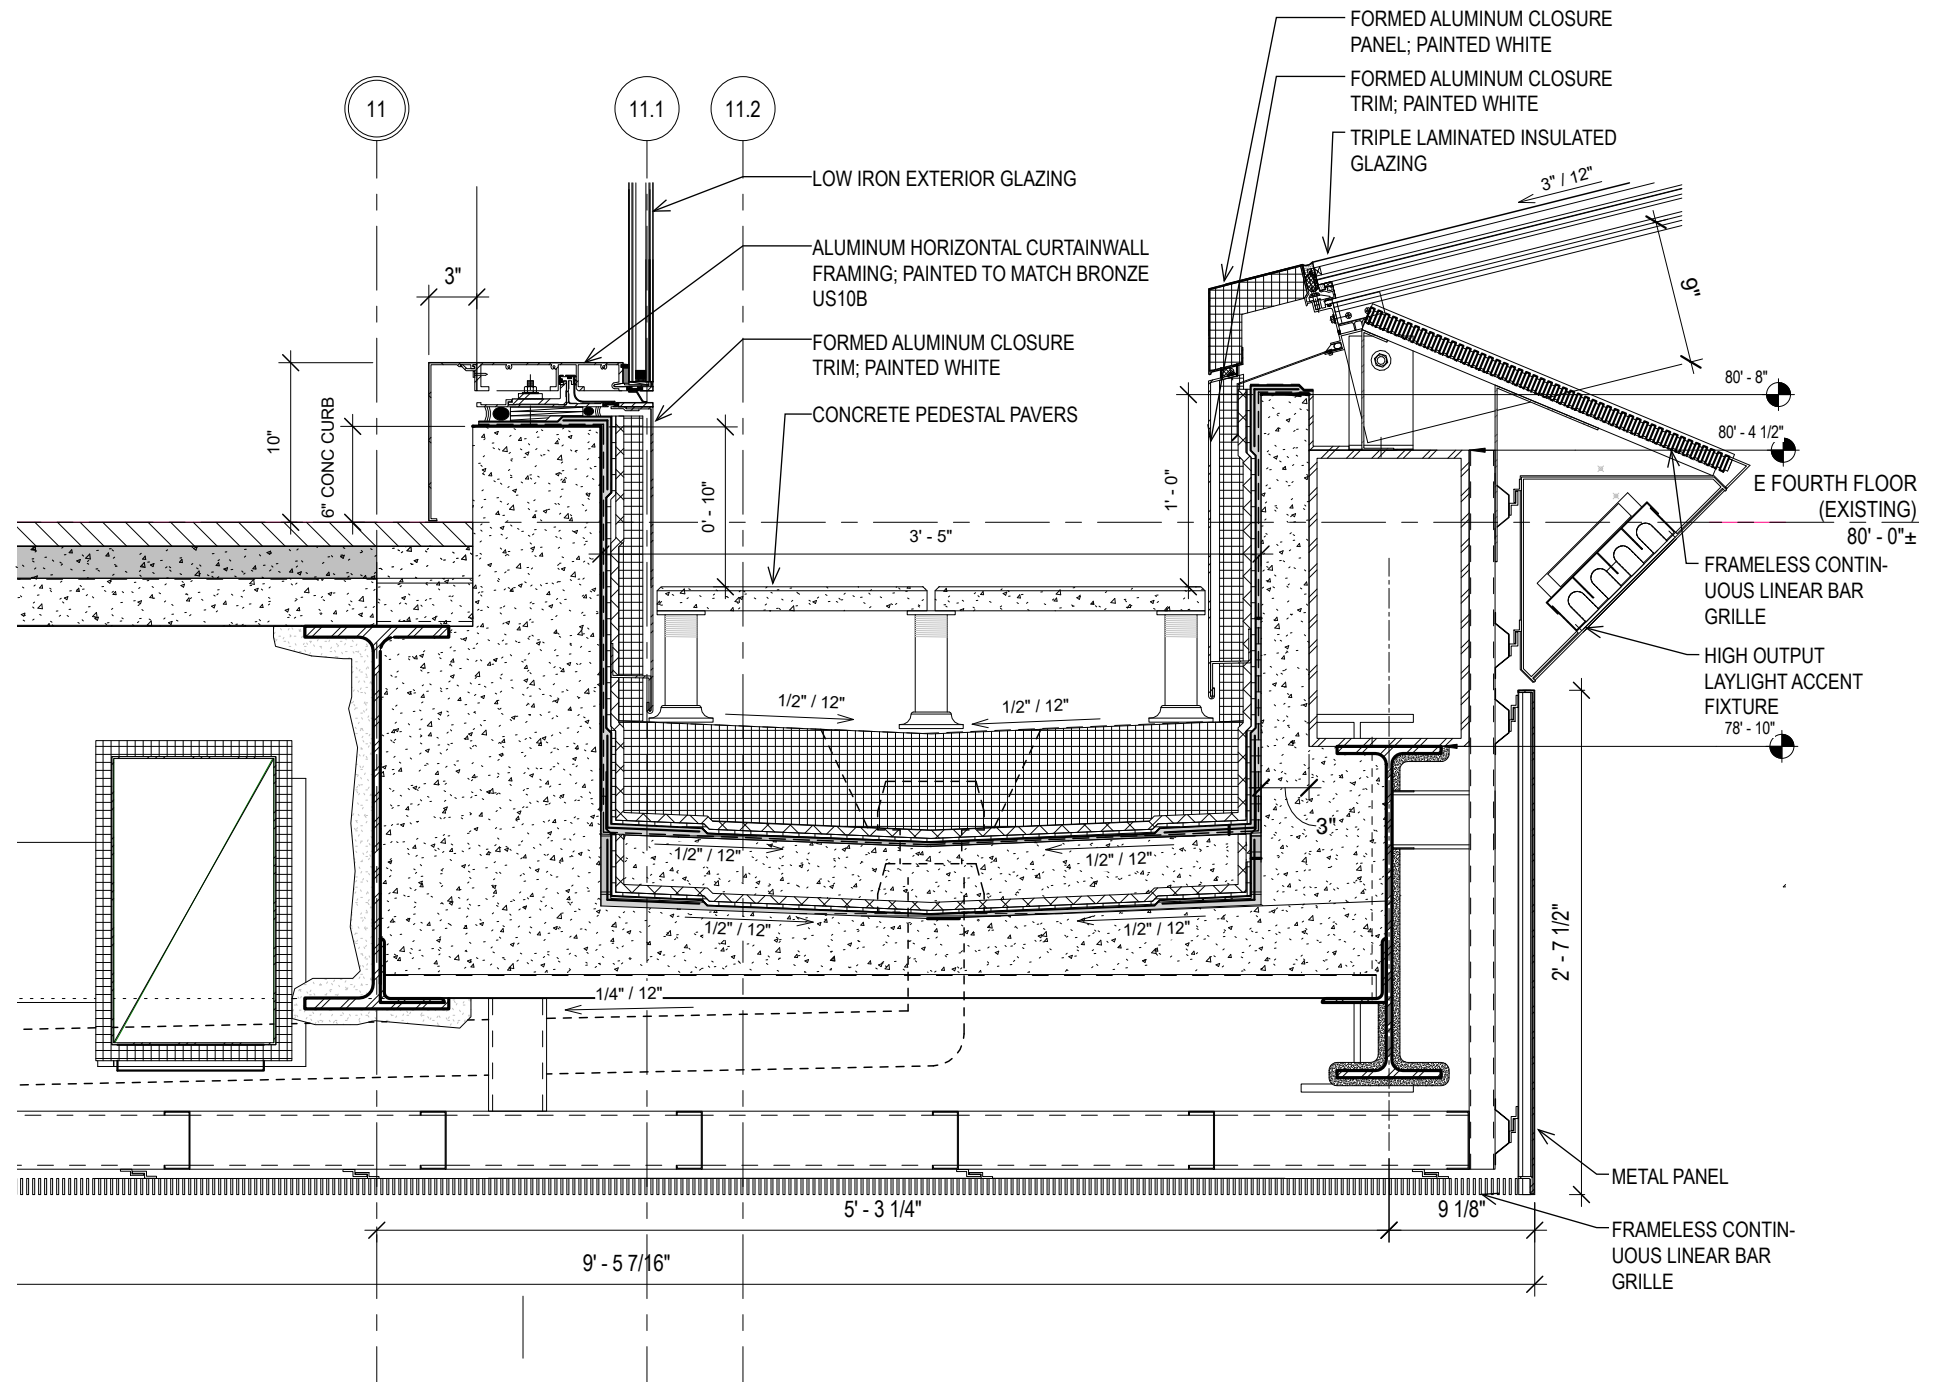 FORMED ALUMINUM CLOSURE
PANEL; PAINTED WHITE
FORMED ALUMINUM CLOSURE
TRIM; PAINTED WHITE
TRIPLE LAMINATED INSULATED
GLAZING
11
11.1
11.2
LOW IRON EXTERIOR GLAZING
3" / 12"
ALUMINUM HORIZONTAL CURTAINWALL
FRAMING; PAINTED TO MATCH BRONZE
US10B
3"
9"
FORMED ALUMINUM CLOSURE
TRIM; PAINTED WHITE
CONCRETE PEDESTAL PAVERS
80' - 8"
80' - 4 1/2"
10"
6" CONC CURB
0' - 10"
1' - 0"
3' - 5"
E FOURTH FLOOR
(EXISTING)
80' - 0"±
FRAMELESS CONTIN-
UOUS LINEAR BAR
GRILLE
HIGH OUTPUT
LAYLIGHT ACCENT
FIXTURE
78' - 10"
1/2" / 12"
1/2" / 12"
3"
1/2" / 12"
1/2" / 12"
1/2" / 12"
1/2" / 12"
2' - 7 1/2"
1/4" / 12"
METAL PANEL
5' - 3 1/4"
9 1/8"
FRAMELESS CONTIN-
UOUS LINEAR BAR
GRILLE
9' - 5 7/16"